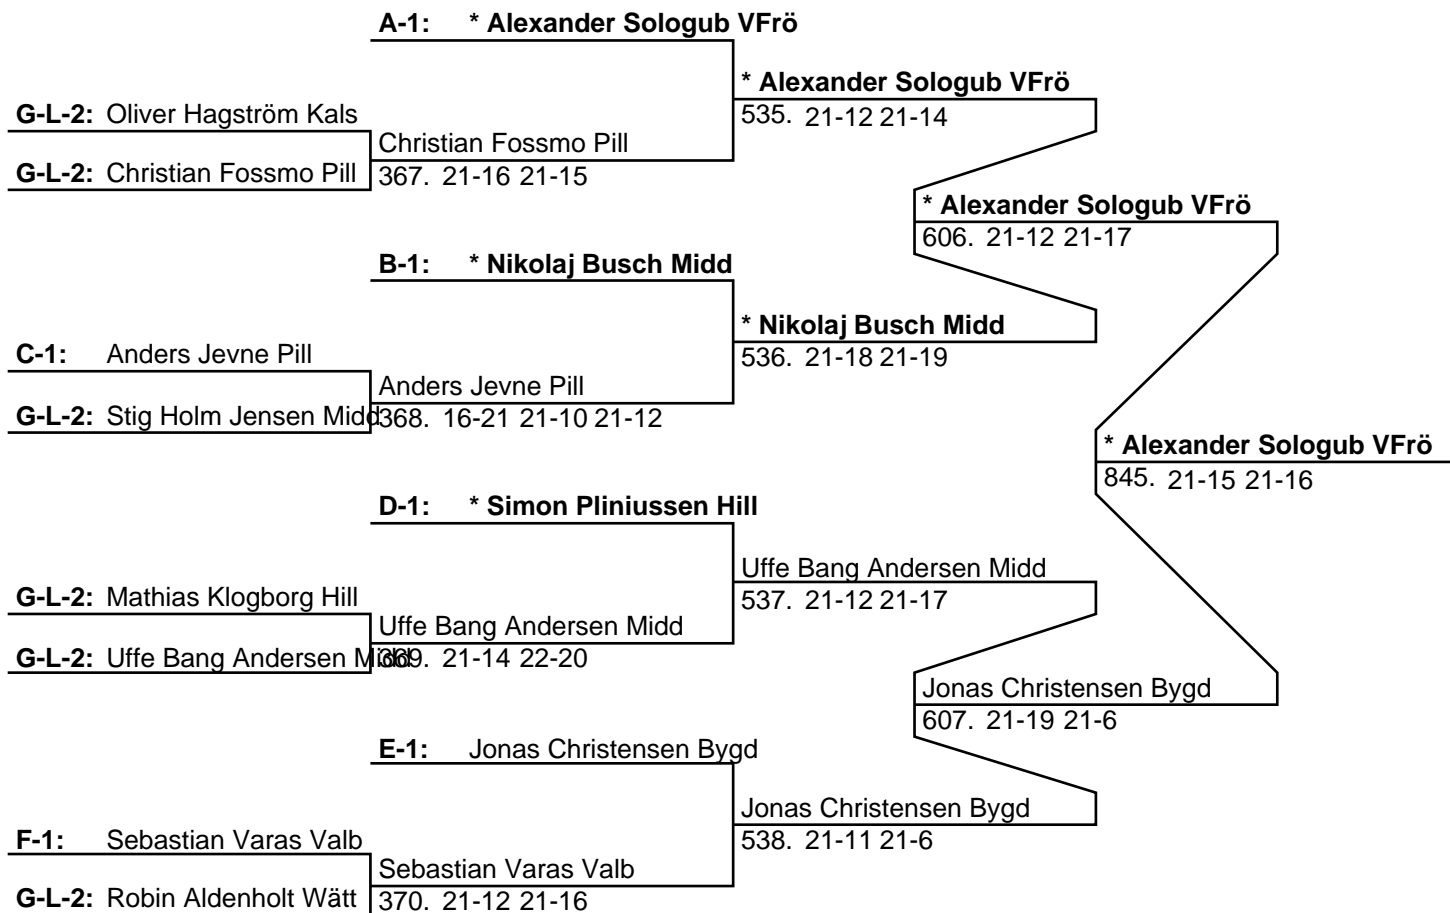 A-1: * Alexander Sologub VFrö
* Alexander Sologub VFrö
535. 21-12 21-14
G-L-2: Oliver Hagström Kals
Christian Fossmo Pill
G-L-2: Christian Fossmo Pill
367. 21-16 21-15
* Alexander Sologub VFrö
606. 21-12 21-17
B-1: * Nikolaj Busch Midd
* Nikolaj Busch Midd
536. 21-18 21-19
C-1: Anders Jevne Pill
Anders Jevne Pill
G-L-2: Stig Holm Jensen Midd
368. 16-21 21-10 21-12
* Alexander Sologub VFrö
845. 21-15 21-16
D-1: * Simon Pliniussen Hill
Uffe Bang Andersen Midd
537. 21-12 21-17
G-L-2: Mathias Klogborg Hill
Uffe Bang Andersen Midd
G-L-2: Uffe Bang Andersen Midd
369. 21-14 22-20
Jonas Christensen Bygd
607. 21-19 21-6
E-1: Jonas Christensen Bygd
Jonas Christensen Bygd
538. 21-11 21-6
F-1: Sebastian Varas Valb
Sebastian Varas Valb
G-L-2: Robin Aldenholt Wätt
370. 21-12 21-16